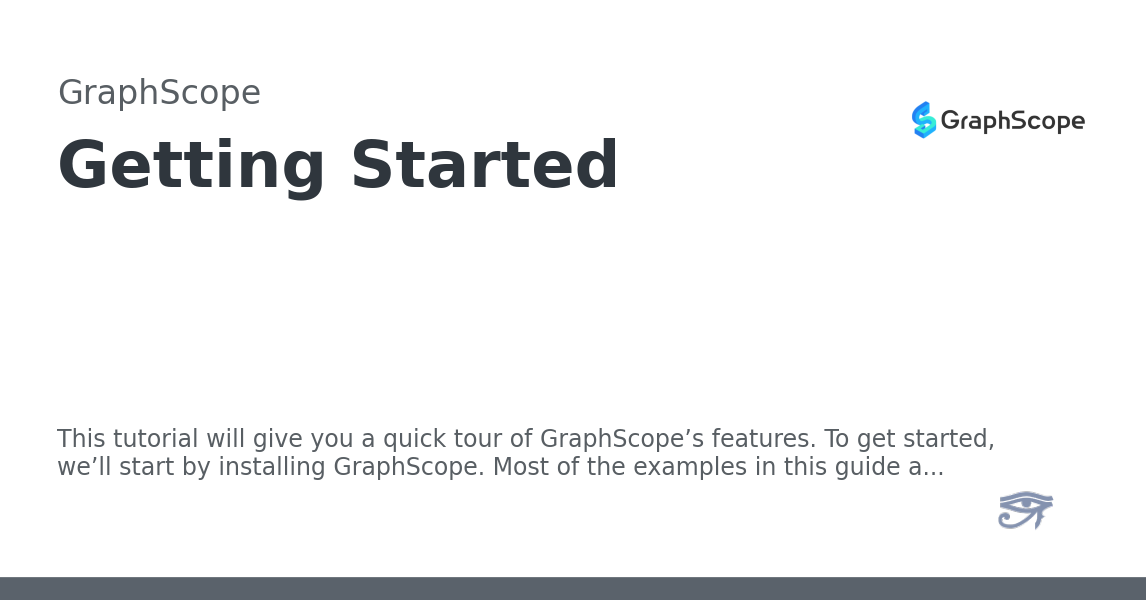 GraphScope
GraphScope
Getting Started
This tutorial will give you a quick tour of GraphScope’s features. To get started,
we’ll start by installing GraphScope. Most of the examples in this guide a...